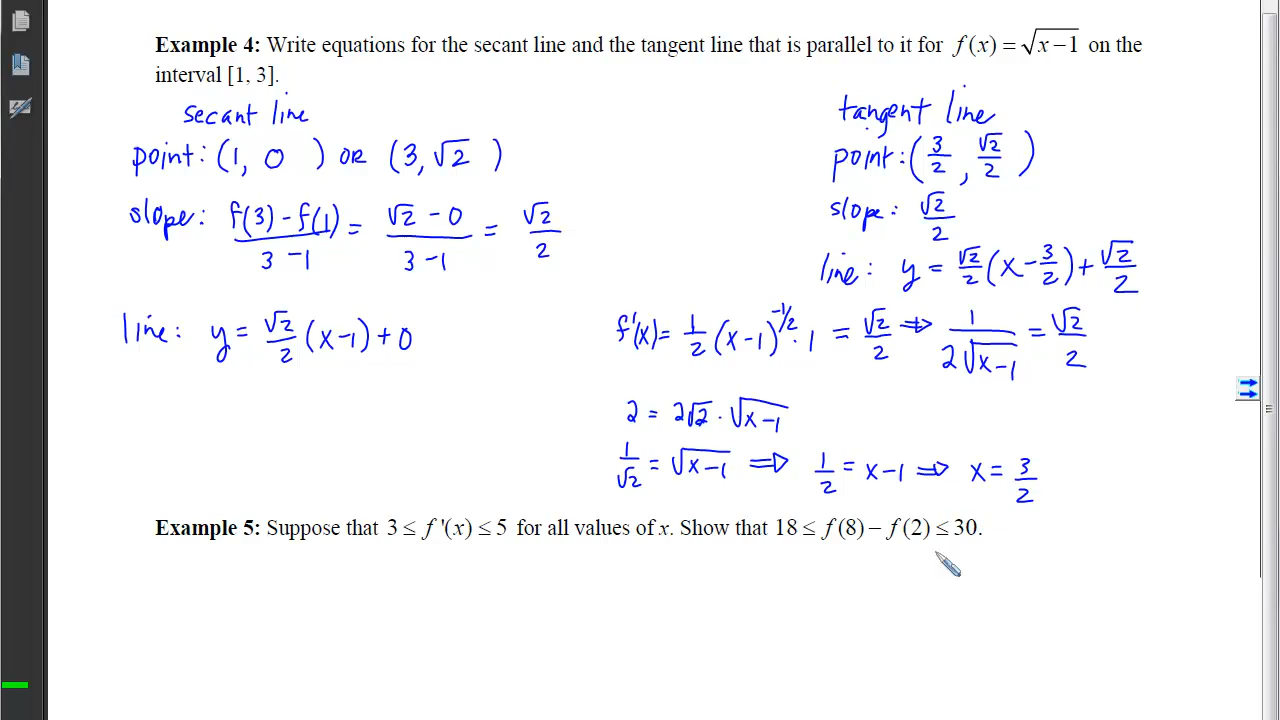 Example 4: Write equations for the secant line and the tangent line that is parallel to it for f(x) = √(x−1) on the
interval [1, 3].
secant line
point: (1, 0) OR (3, √2)
slope: (f(3) − f(1))/(3 − 1) = (√2 − 0)/(3 − 1) = √2/2
line: y = √2/2 (x − 1) + 0
tangent line
point: (3/2, √2/2)
slope: √2/2
line: y = √2/2 (x − 3/2) + √2/2
f'(x) = 1/2 (x − 1)^(−1/2) · 1 = √2/2 ⇒ 1/(2√(x−1)) = √2/2
2 = 2√2 · √(x−1)
1/√2 = √(x−1) ⇒ 1/2 = x − 1 ⇒ x = 3/2
Example 5: Suppose that 3 ≤ f '(x) ≤ 5 for all values of x. Show that 18 ≤ f(8) − f(2) ≤ 30.